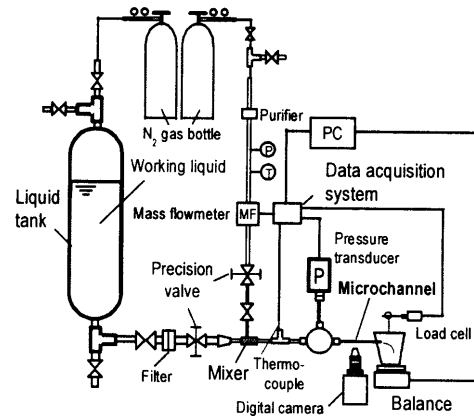 N2 gas bottle
Purifier
PC
P
T
Working liquid
Liquid
tank
Data acquisition
system
Mass flowmeter
MF
Pressure
transducer
P
Precision
valve
Microchannel
Load cell
Filter
Mixer
Thermo-
couple
Digital camera
Balance